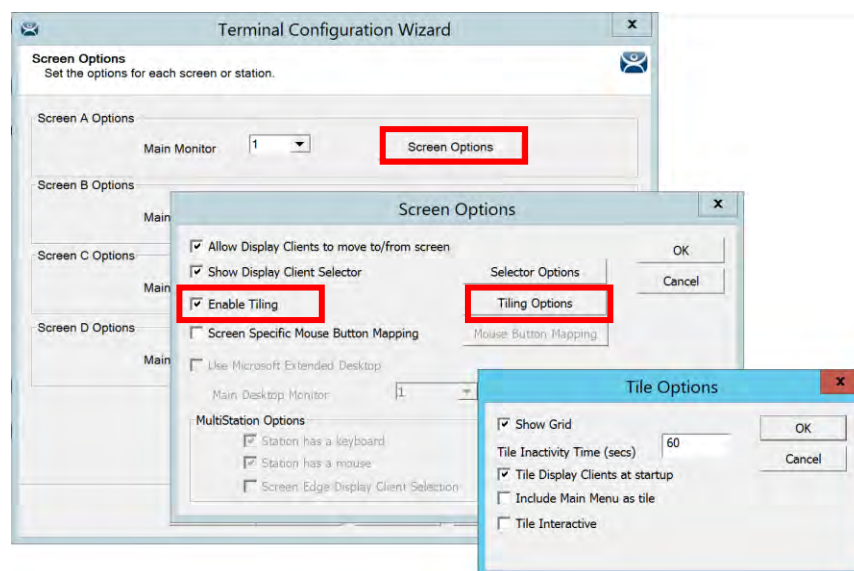 Terminal Configuration Wizard
x
Screen Options
Set the options for each screen or station.
Screen A Options
Main Monitor 1 Screen Options
Screen B Options
Main
Screen C Options
Main
Screen D Options
Main
Screen Options
x
Allow Display Clients to move to/from screen
OK
Show Display Client Selector
Selector Options
Cancel
Enable Tiling
Tiling Options
Screen Specific Mouse Button Mapping
Mouse Button Mapping
Use Microsoft Extended Desktop
Main Desktop Monitor 1
MultiStation Options
Station has a keyboard
Station has a mouse
Screen Edge Display Client Selection
Tile Options
x
Show Grid
OK
Tile Inactivity Time (secs) 60
Cancel
Tile Display Clients at startup
Include Main Menu as tile
Tile Interactive